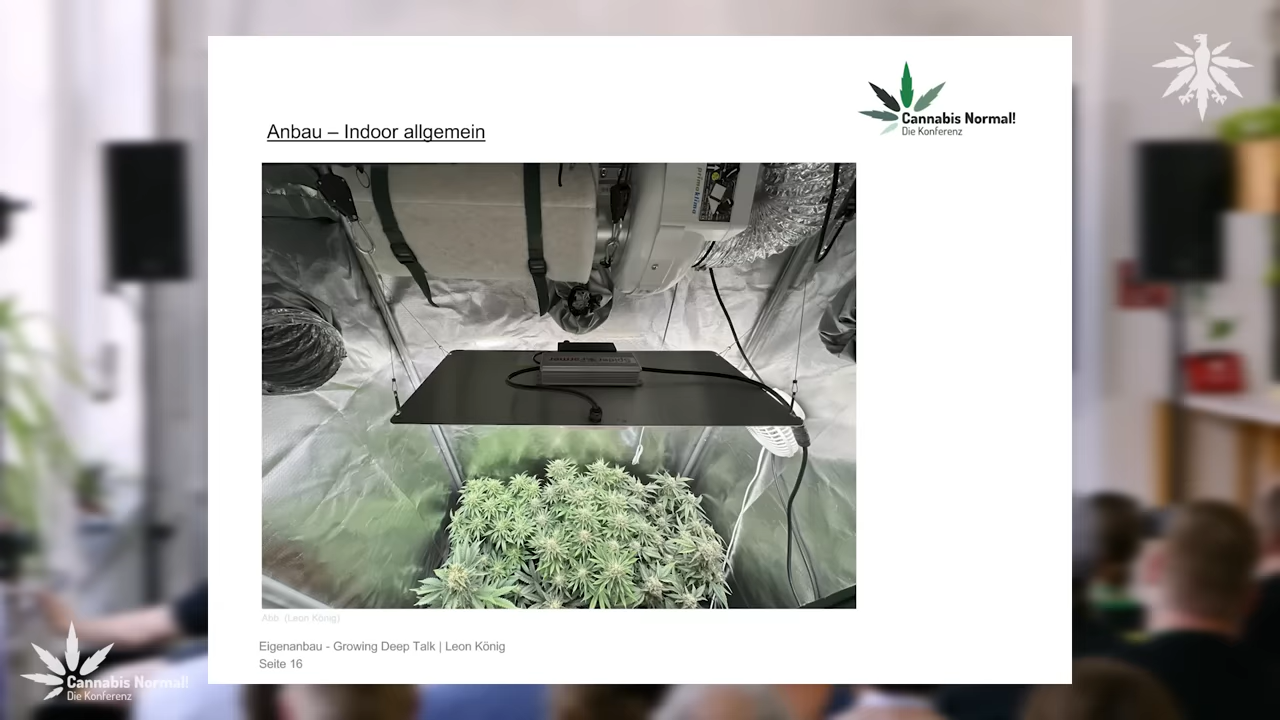 Cannabis Normal!
Die Konferenz
Anbau – Indoor allgemein
primaklima
Abb. (Leon König)
Eigenanbau - Growing Deep Talk | Leon König
Seite 16
Cannabis Normal!
Die Konferenz